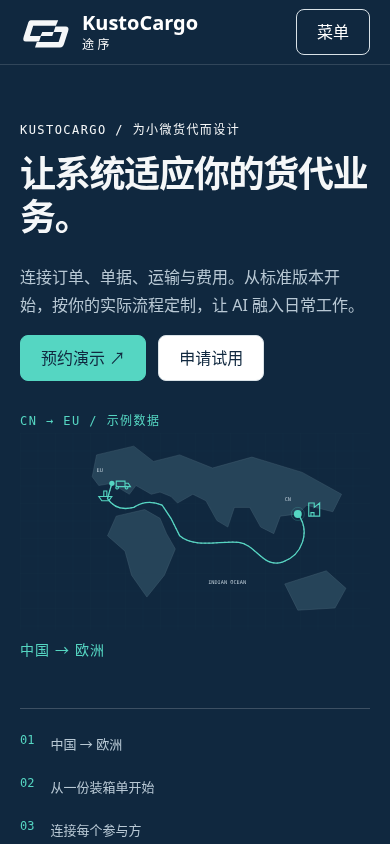 KustoCargo
途序
菜单
KUSTOCARGO / 为小微货代而设计
让系统适应你的货代业
务。
连接订单、单据、运输与费用。从标准版本开
始，按你的实际流程定制，让 AI 融入日常工作。
预约演示 ↗
申请试用
CN → EU / 示例数据
EU
CN
INDIAN OCEAN
中国 → 欧洲
01 中国 → 欧洲
02 从一份装箱单开始
03 连接每个参与方